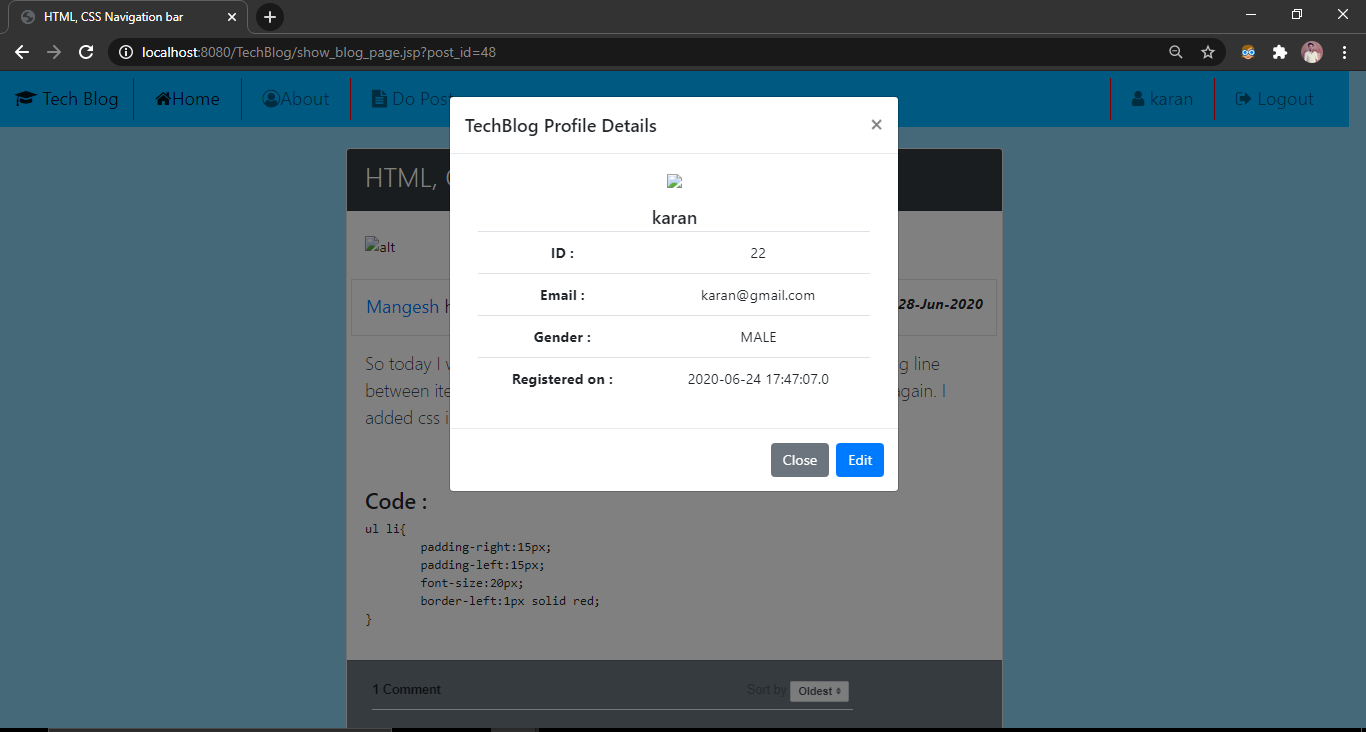 HTML, CSS Navigation bar
localhost:8080/TechBlog/show_blog_page.jsp?post_id=48
Tech Blog Home About Do Post karan Logout
TechBlog Profile Details ×
HTML,
karan
alt
ID : 22
Email : karan@gmail.com
Mangesh 28-Jun-2020
Gender : MALE
So today I g line
Registered on : 2020-06-24 17:47:07.0
between ite again. I
added css i
Close Edit
Code :
ul li{
padding-right:15px;
padding-left:15px;
font-size:20px;
border-left:1px solid red;
}
1 Comment Sort by Oldest